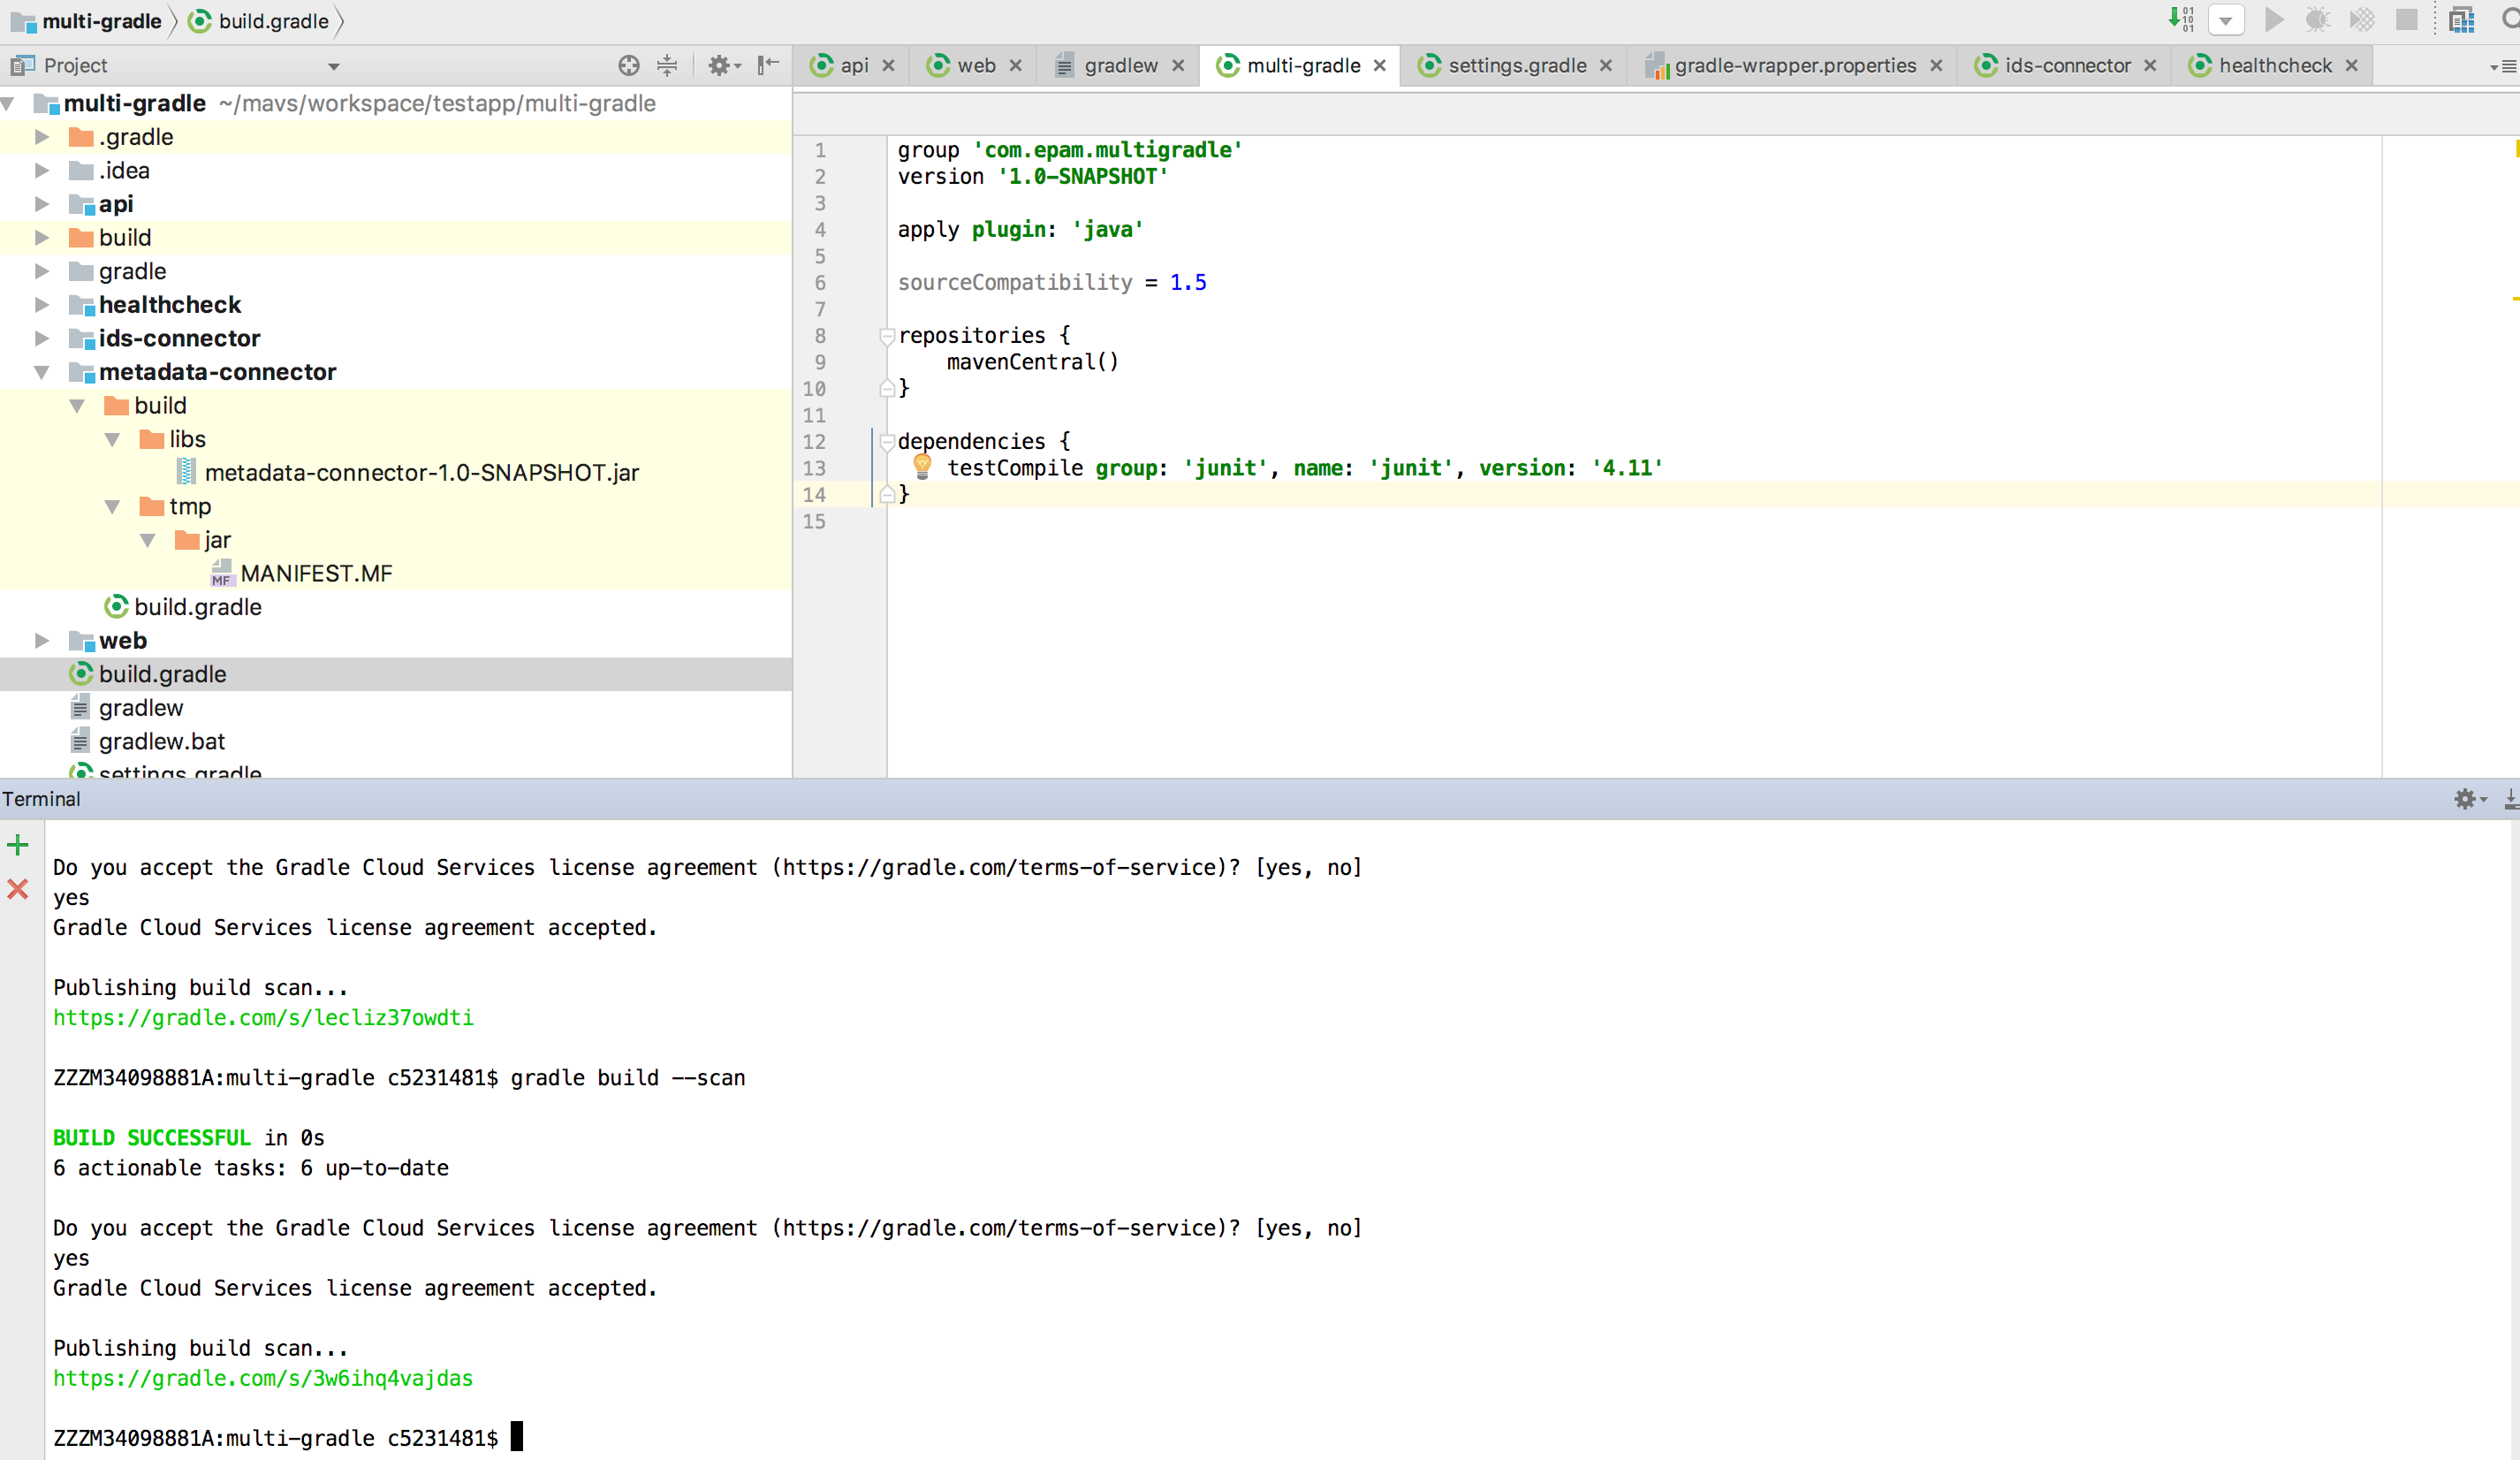 multi-gradle build.gradle
01
10
01
Project
api web gradlew multi-gradle settings.gradle gradle-wrapper.properties ids-connector healthcheck
multi-gradle ~/mavs/workspace/testapp/multi-gradle
.gradle
.idea
api
build
gradle
healthcheck
ids-connector
metadata-connector
build
libs
metadata-connector-1.0-SNAPSHOT.jar
tmp
jar
MF MANIFEST.MF
build.gradle
web
build.gradle
gradlew
gradlew.bat
settings.gradle
1 group 'com.epam.multigradle'
2 version '1.0-SNAPSHOT'
3
4 apply plugin: 'java'
5
6 sourceCompatibility = 1.5
7
8 repositories {
9 mavenCentral()
10 }
11
12 dependencies {
13 testCompile group: 'junit', name: 'junit', version: '4.11'
14 }
15
Terminal
Do you accept the Gradle Cloud Services license agreement (https://gradle.com/terms-of-service)? [yes, no]
yes
Gradle Cloud Services license agreement accepted.
Publishing build scan...
https://gradle.com/s/lecliz37owdti
ZZZM34098881A:multi-gradle c5231481$ gradle build --scan
BUILD SUCCESSFUL in 0s
6 actionable tasks: 6 up-to-date
Do you accept the Gradle Cloud Services license agreement (https://gradle.com/terms-of-service)? [yes, no]
yes
Gradle Cloud Services license agreement accepted.
Publishing build scan...
https://gradle.com/s/3w6ihq4vajdas
ZZZM34098881A:multi-gradle c5231481$